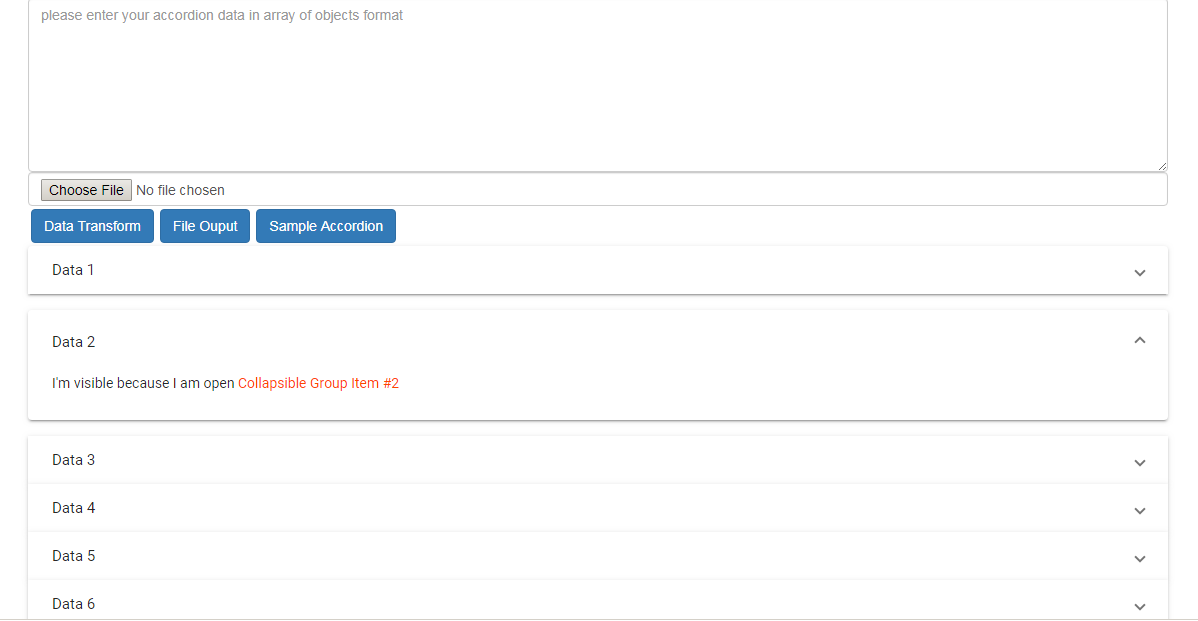 please enter your accordion data in array of objects format
Choose File No file chosen
Data Transform File Ouput Sample Accordion
Data 1
Data 2
I'm visible because I am open Collapsible Group Item #2
Data 3
Data 4
Data 5
Data 6